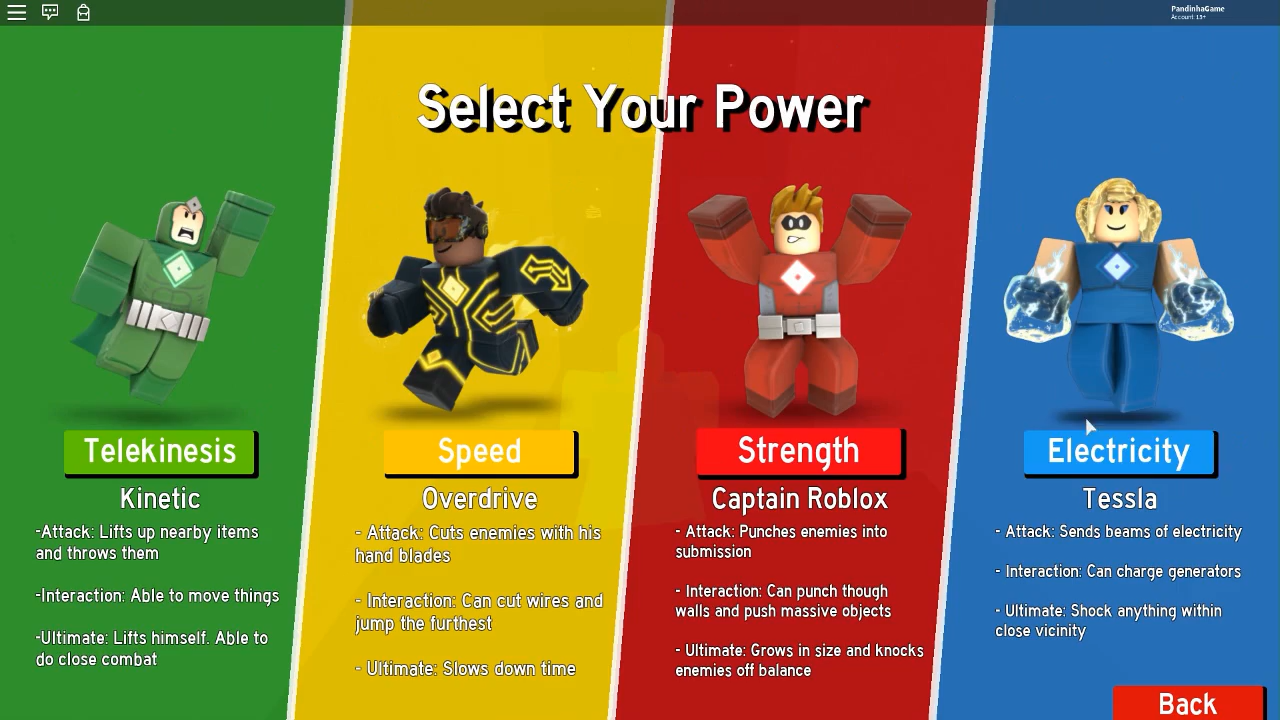 PandinhaGame
Account: 13+
Select Your Power
Telekinesis
Kinetic
-Attack: Lifts up nearby items
and throws them
-Interaction: Able to move things
-Ultimate: Lifts himself. Able to
do close combat
Speed
Overdrive
- Attack: Cuts enemies with his
hand blades
- Interaction: Can cut wires and
jump the furthest
- Ultimate: Slows down time
Strength
Captain Roblox
- Attack: Punches enemies into
submission
- Interaction: Can punch though
walls and push massive objects
- Ultimate: Grows in size and knocks
enemies off balance
Electricity
Tessla
- Attack: Sends beams of electricity
- Interaction: Can charge generators
- Ultimate: Shock anything within
close vicinity
Back